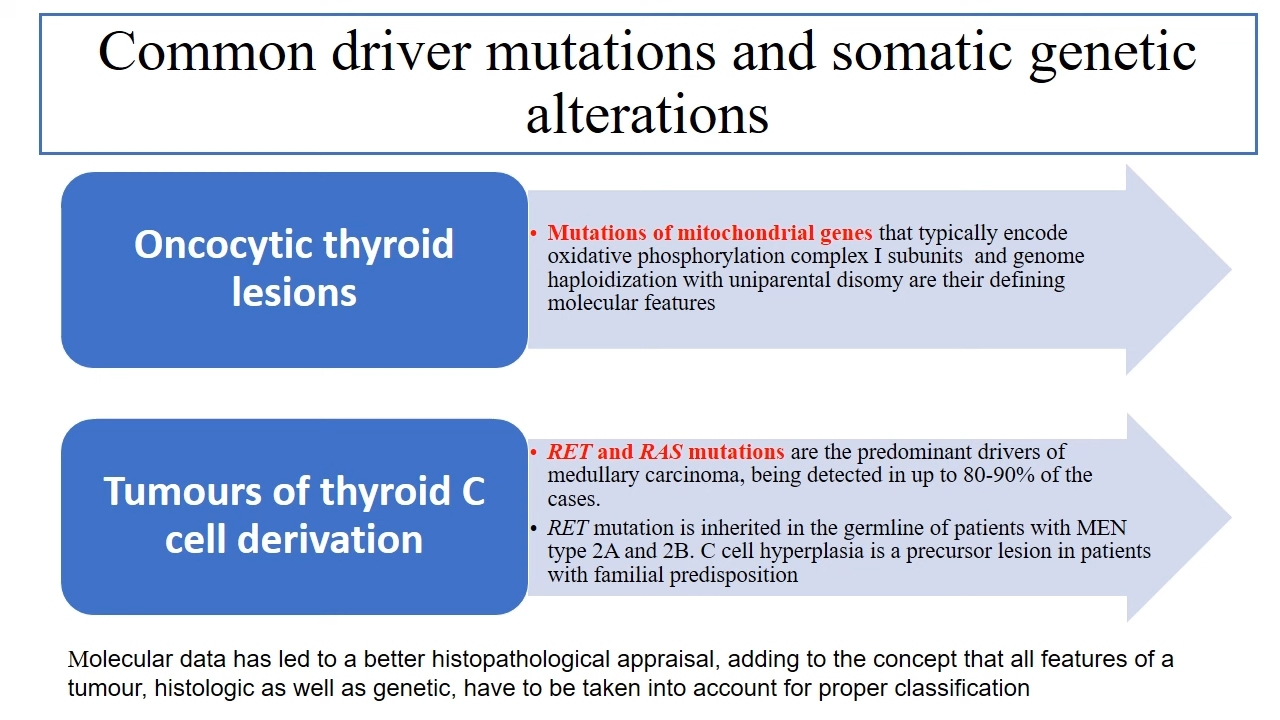 Common driver mutations and somatic genetic
alterations
Oncocytic thyroid
lesions
• Mutations of mitochondrial genes that typically encode
oxidative phosphorylation complex I subunits and genome
haploidization with uniparental disomy are their defining
molecular features
Tumours of thyroid C
cell derivation
• RET and RAS mutations are the predominant drivers of
medullary carcinoma, being detected in up to 80-90% of the
cases.
• RET mutation is inherited in the germline of patients with MEN
type 2A and 2B. C cell hyperplasia is a precursor lesion in patients
with familial predisposition
Molecular data has led to a better histopathological appraisal, adding to the concept that all features of a
tumour, histologic as well as genetic, have to be taken into account for proper classification